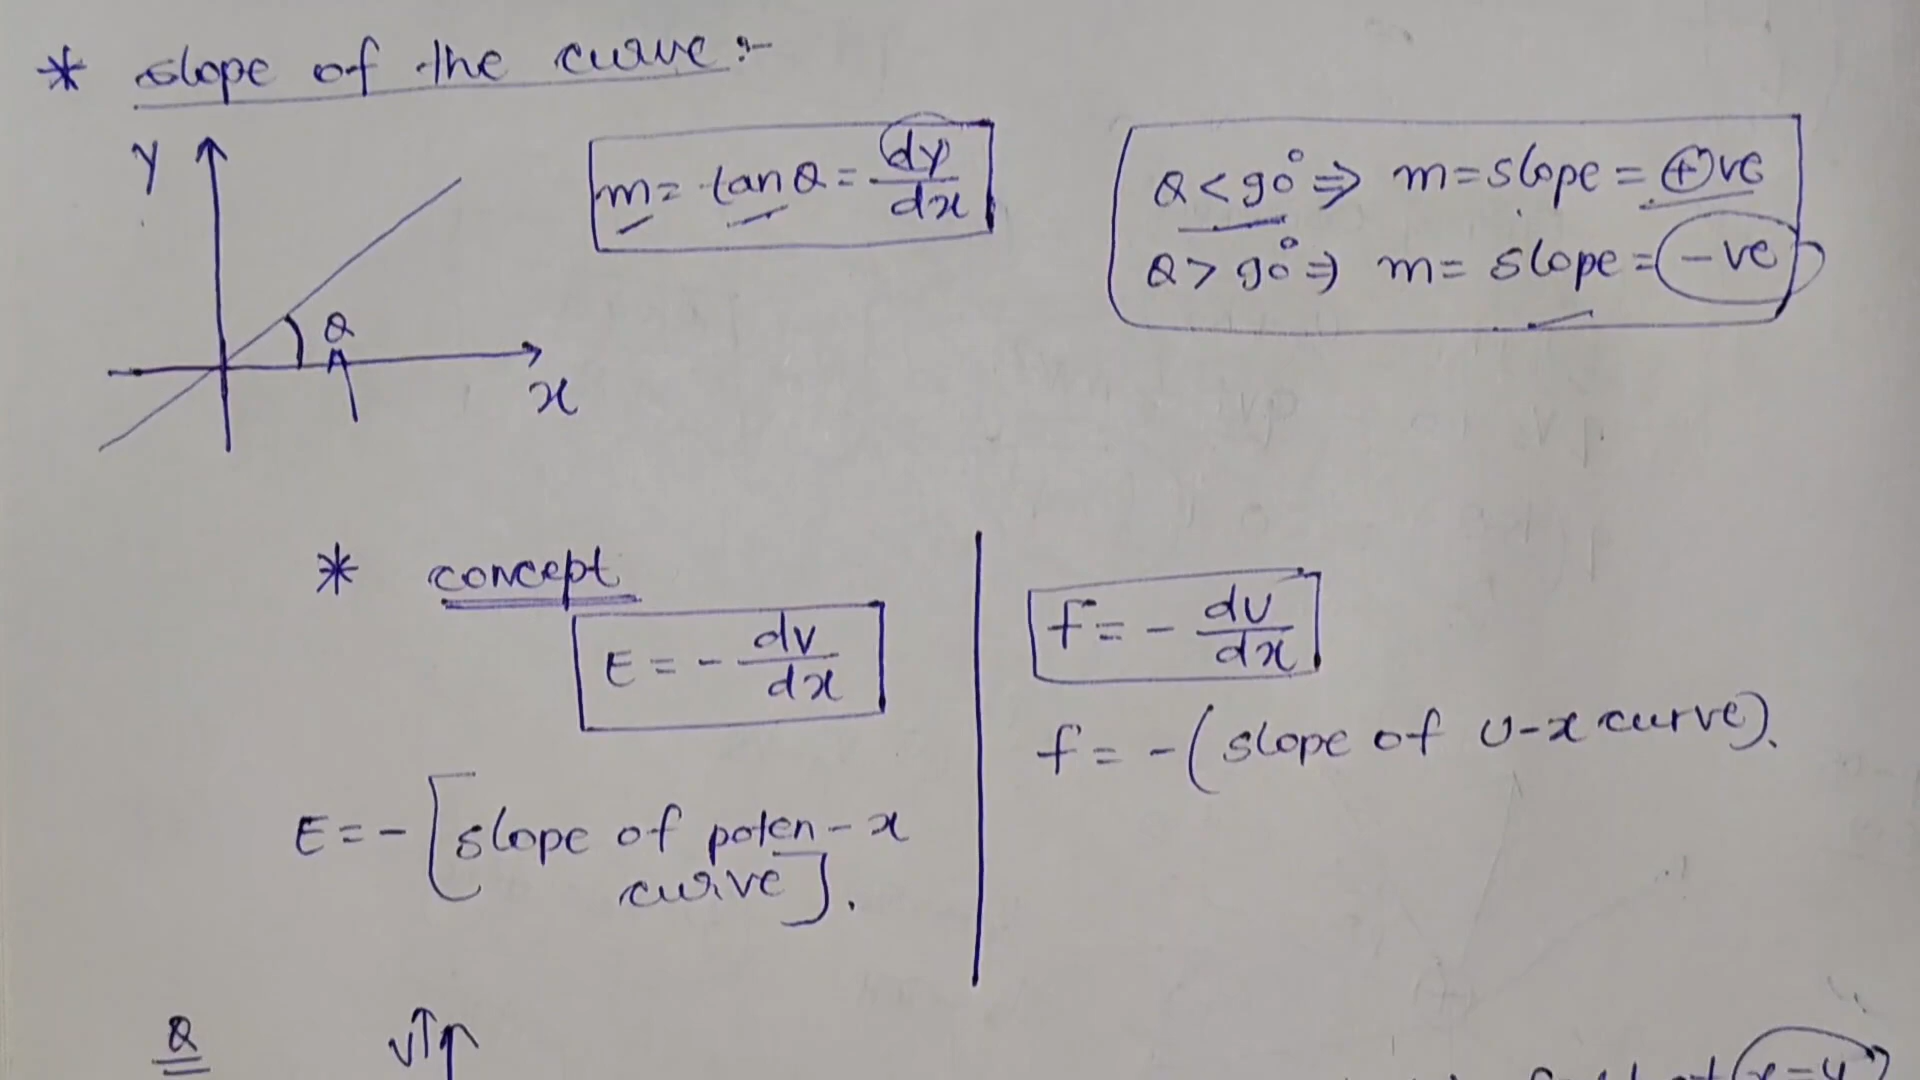 * slope of the curve :-
Y
m = tanθ = dy/dx
θ < 90° ⇒ m = slope = +ve
θ > 90° ⇒ m = slope = -ve
θ
x
* concept
E = - dv/dx
F = - dU/dx
F = - (slope of U-x curve).
E = - [slope of poten - x
curve].
Q
V↑